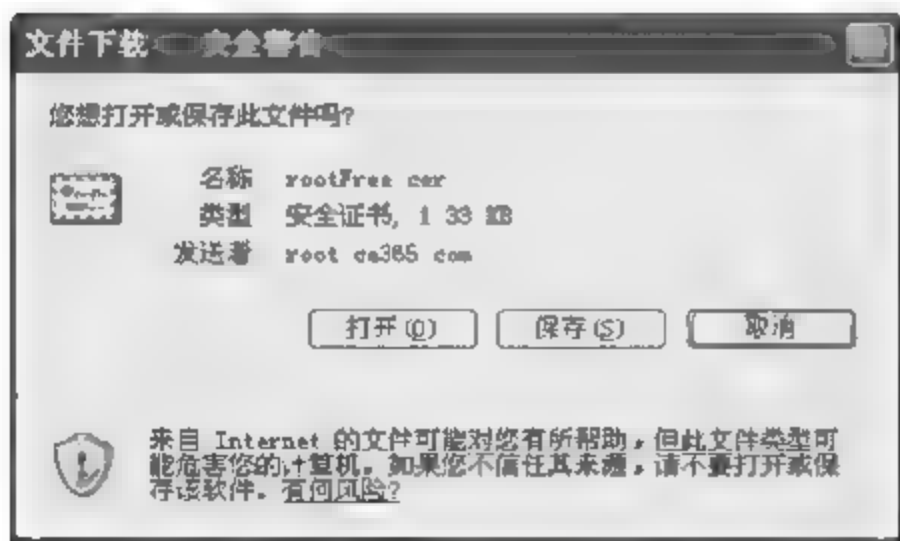 文件下载 安全警告
您想打开或保存此文件吗?
名称 rootFree cer
类型 安全证书, 1 33 KB
发送者 root ca365 com
打开(O) 保存(S) 取消
来自 Internet 的文件可能对您有所帮助，但此文件类型可
能危害您的计算机。如果您不信任其来源，请不要打开或保
存该软件。有何风险?